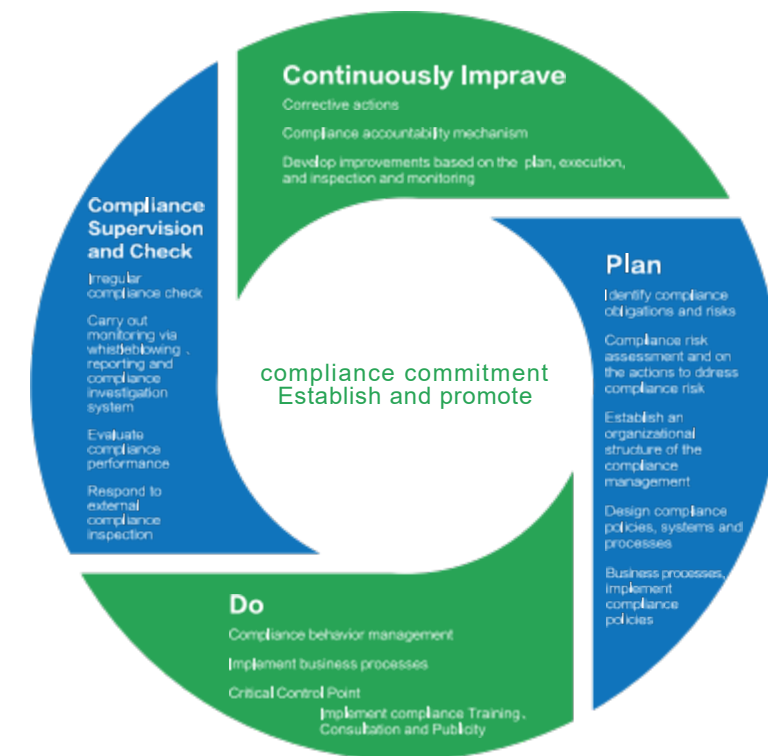 Continuously Imprave
Corrective actions
Compliance accountability mechanism
Develop improvements based on the plan, execution,
and inspection and monitoring
Plan
Identify compliance
obligations and risks
Compliance risk
assessment and on
the actions to ddress
compliance risk
Establish an
organizational
structure of the
compliance
management
Design compliance
policies, systems and
processes
Business processes,
implement
compliance
policies
Do
Compliance behavior management
Implement business processes
Critical Control Point
Implement compliance Training、
Consultation and Publicity
Compliance
Supervision
and Check
Irregular
compliance check
Carry out
monitoring via
whistleblowing 、
reporting and
compliance
investigation
system
Evaluate
compliance
performance
Respond to
external
compliance
inspection
compliance commitment
Establish and promote